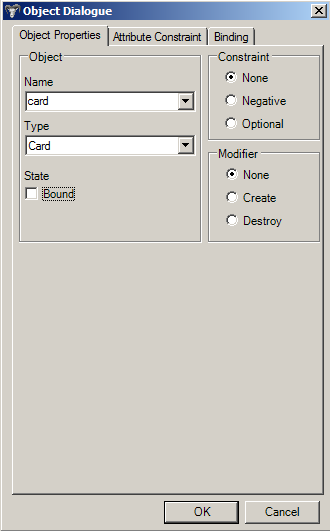 Object Dialogue
Object Properties
Attribute Constraint
Binding
Object
Name
card
Type
Card
State
Bound
Constraint
None
Negative
Optional
Modifier
None
Create
Destroy
OK
Cancel